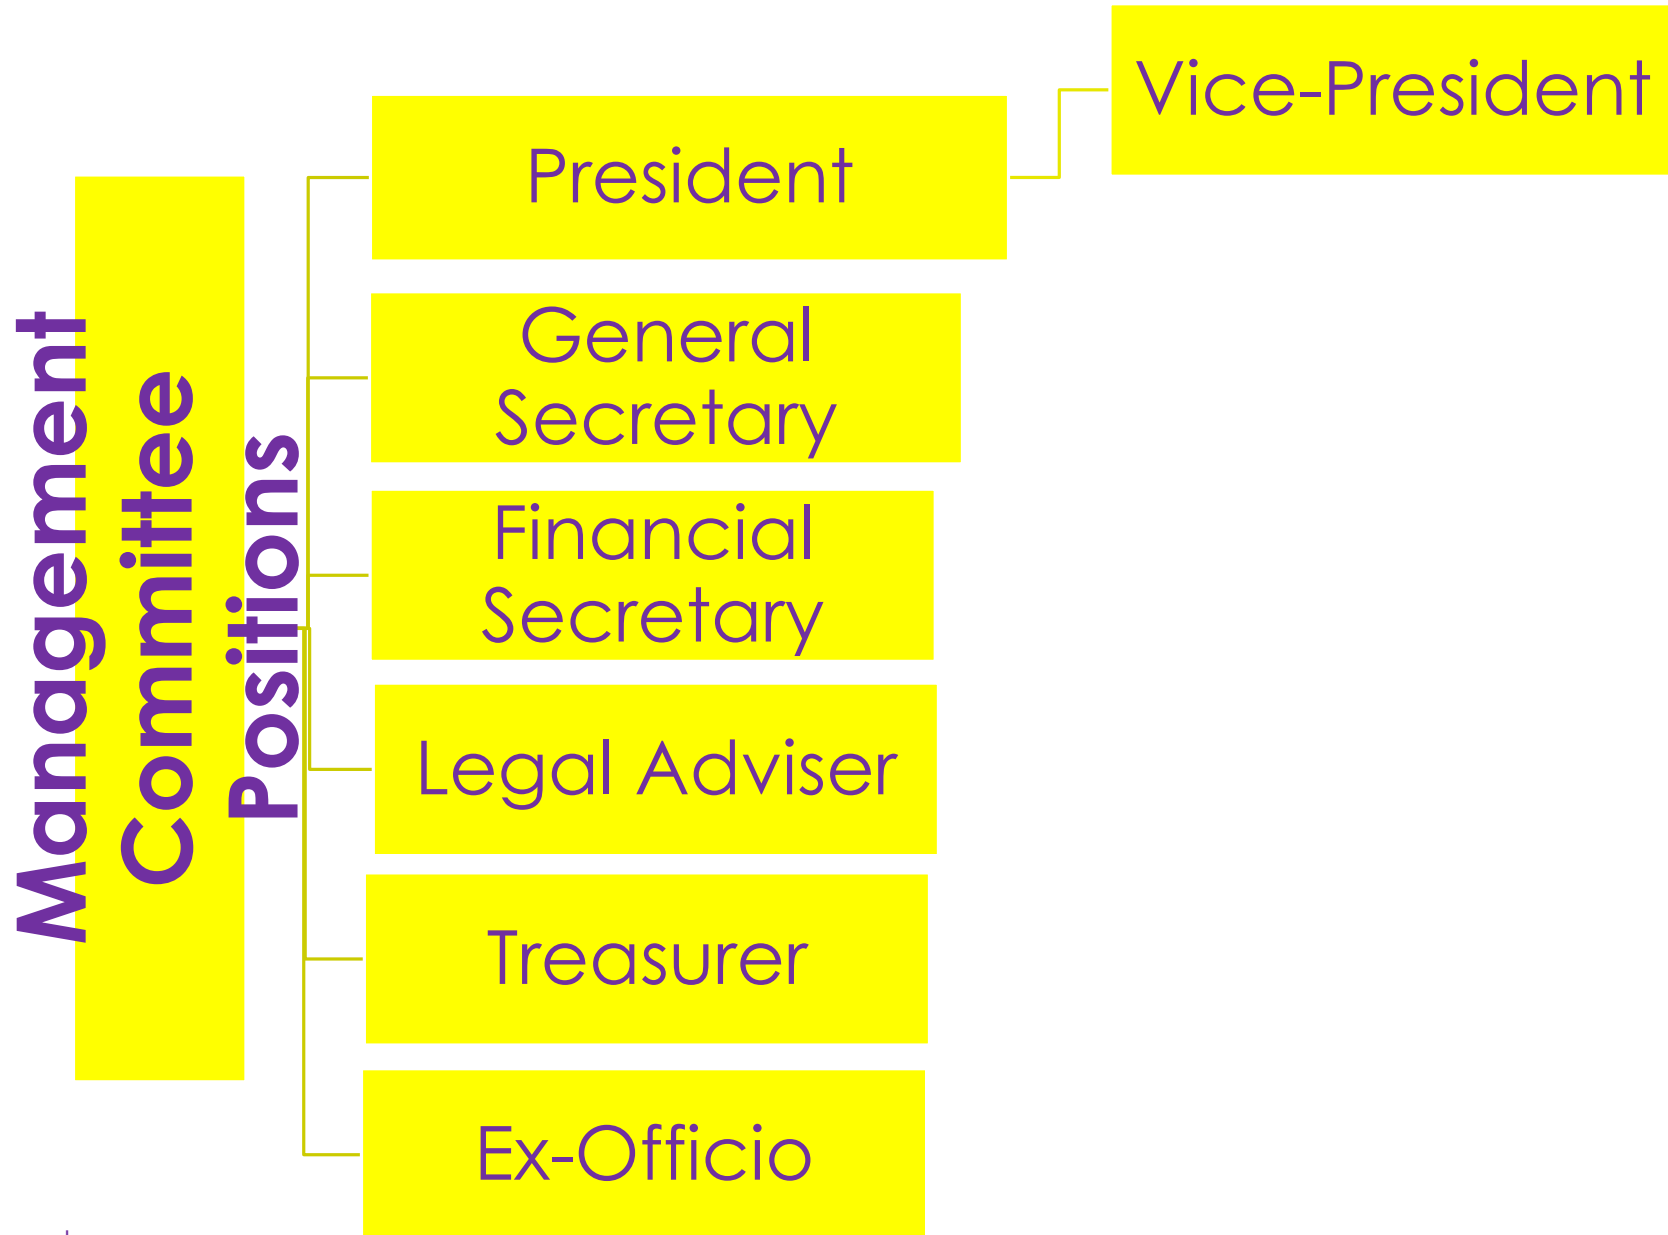 Management
Committee
Positions
President
Vice-President
General
Secretary
Financial
Secretary
Legal Adviser
Treasurer
Ex-Officio